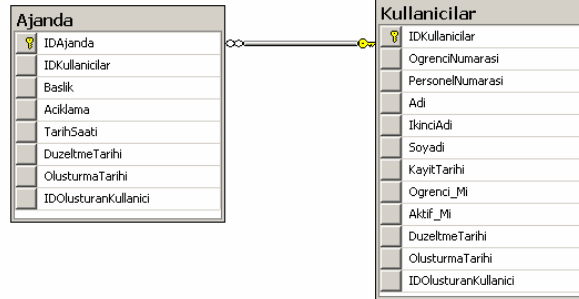 Ajanda
IDAjanda
IDKullanicilar
Baslik
Aciklama
TarihSaati
DuzeltmeTarihi
OlusturmaTarihi
IDOlusturanKullanici
Kullanicilar
IDKullanicilar
OgrenciNumarasi
PersonelNumarasi
Adi
IkinciAdi
Soyadi
KayitTarihi
Ogrenci_Mi
Aktif_Mi
DuzeltmeTarihi
OlusturmaTarihi
IDOlusturanKullanici